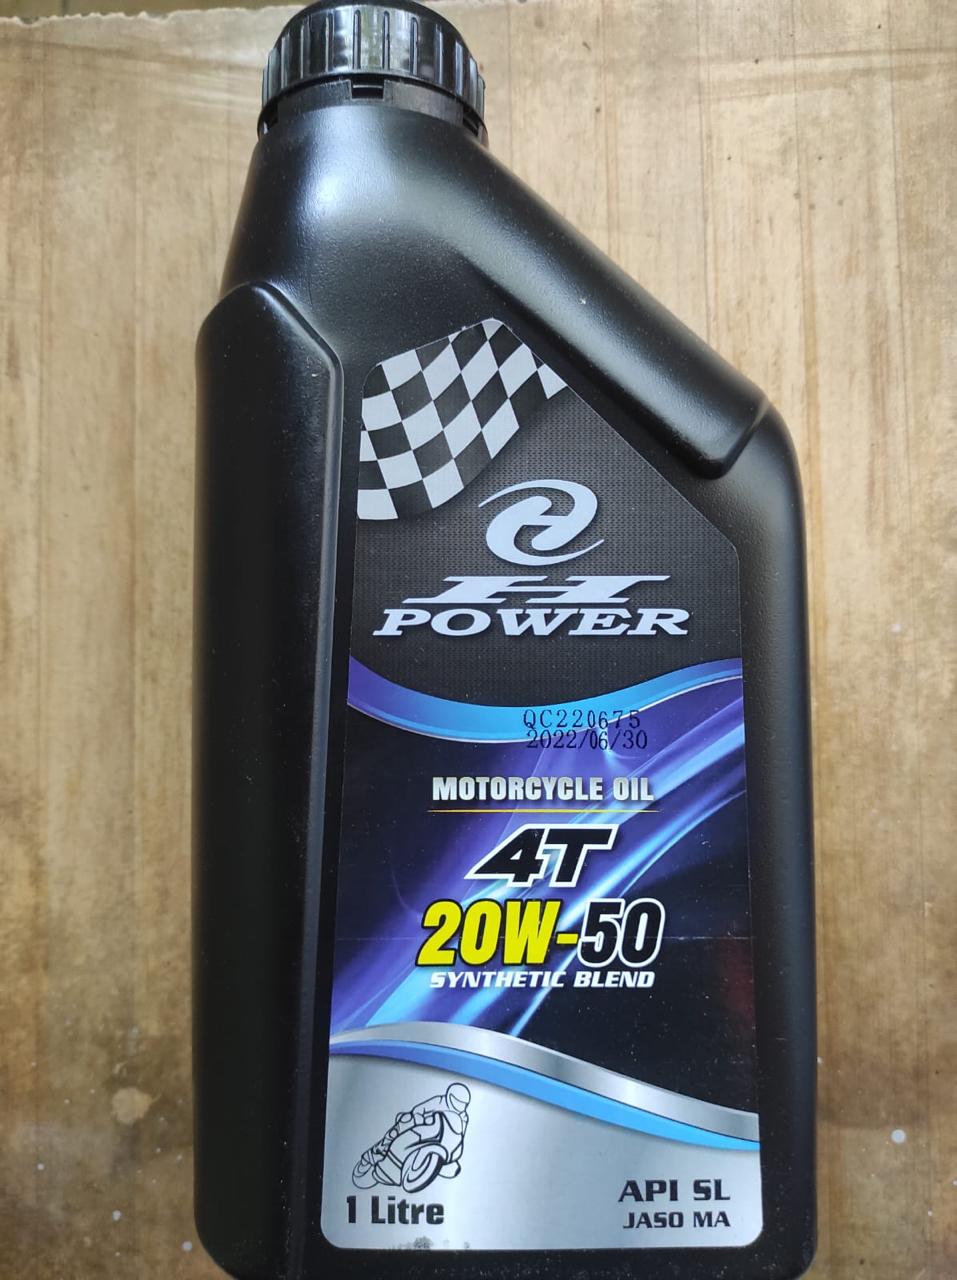 H
POWER
QC220675
2022/06/30
MOTORCYCLE OIL
4T
20W-50
SYNTHETIC BLEND
1 Litre
API SL
JASO MA